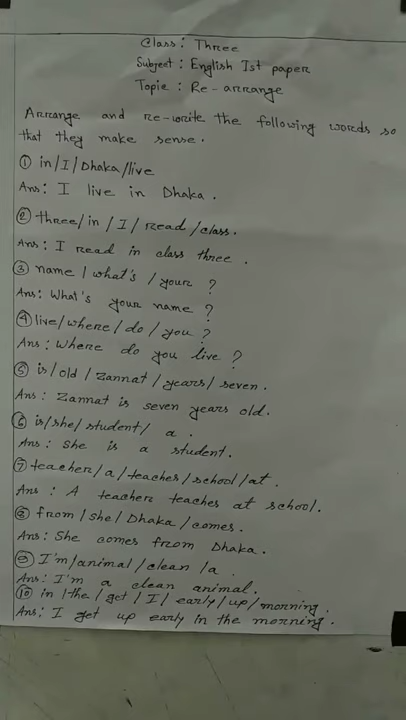 Class: Three
Subject: English Ist paper
Topic: Re-arrange
Arrange and re-write the following words so
that they make sense.
① in/I/Dhaka/live
Ans: I live in Dhaka.
② three/in/I/read/class.
Ans: I read in class three.
③ name/what's/your?
Ans: What's your name?
④ live/where/do/you?
Ans: Where do you live?
⑤ is/old/Zannat/years/seven.
Ans: Zannat is seven years old.
⑥ is/she/student/a.
Ans: She is a student.
⑦ teacher/a/teaches/school/at.
Ans: A teacher teaches at school.
⑧ from/she/Dhaka/comes.
Ans: She comes from Dhaka.
⑨ I'm/animal/clean/a.
Ans: I'm a clean animal.
⑩ in/the/get/I/early/up/morning.
Ans: I get up early in the morning.